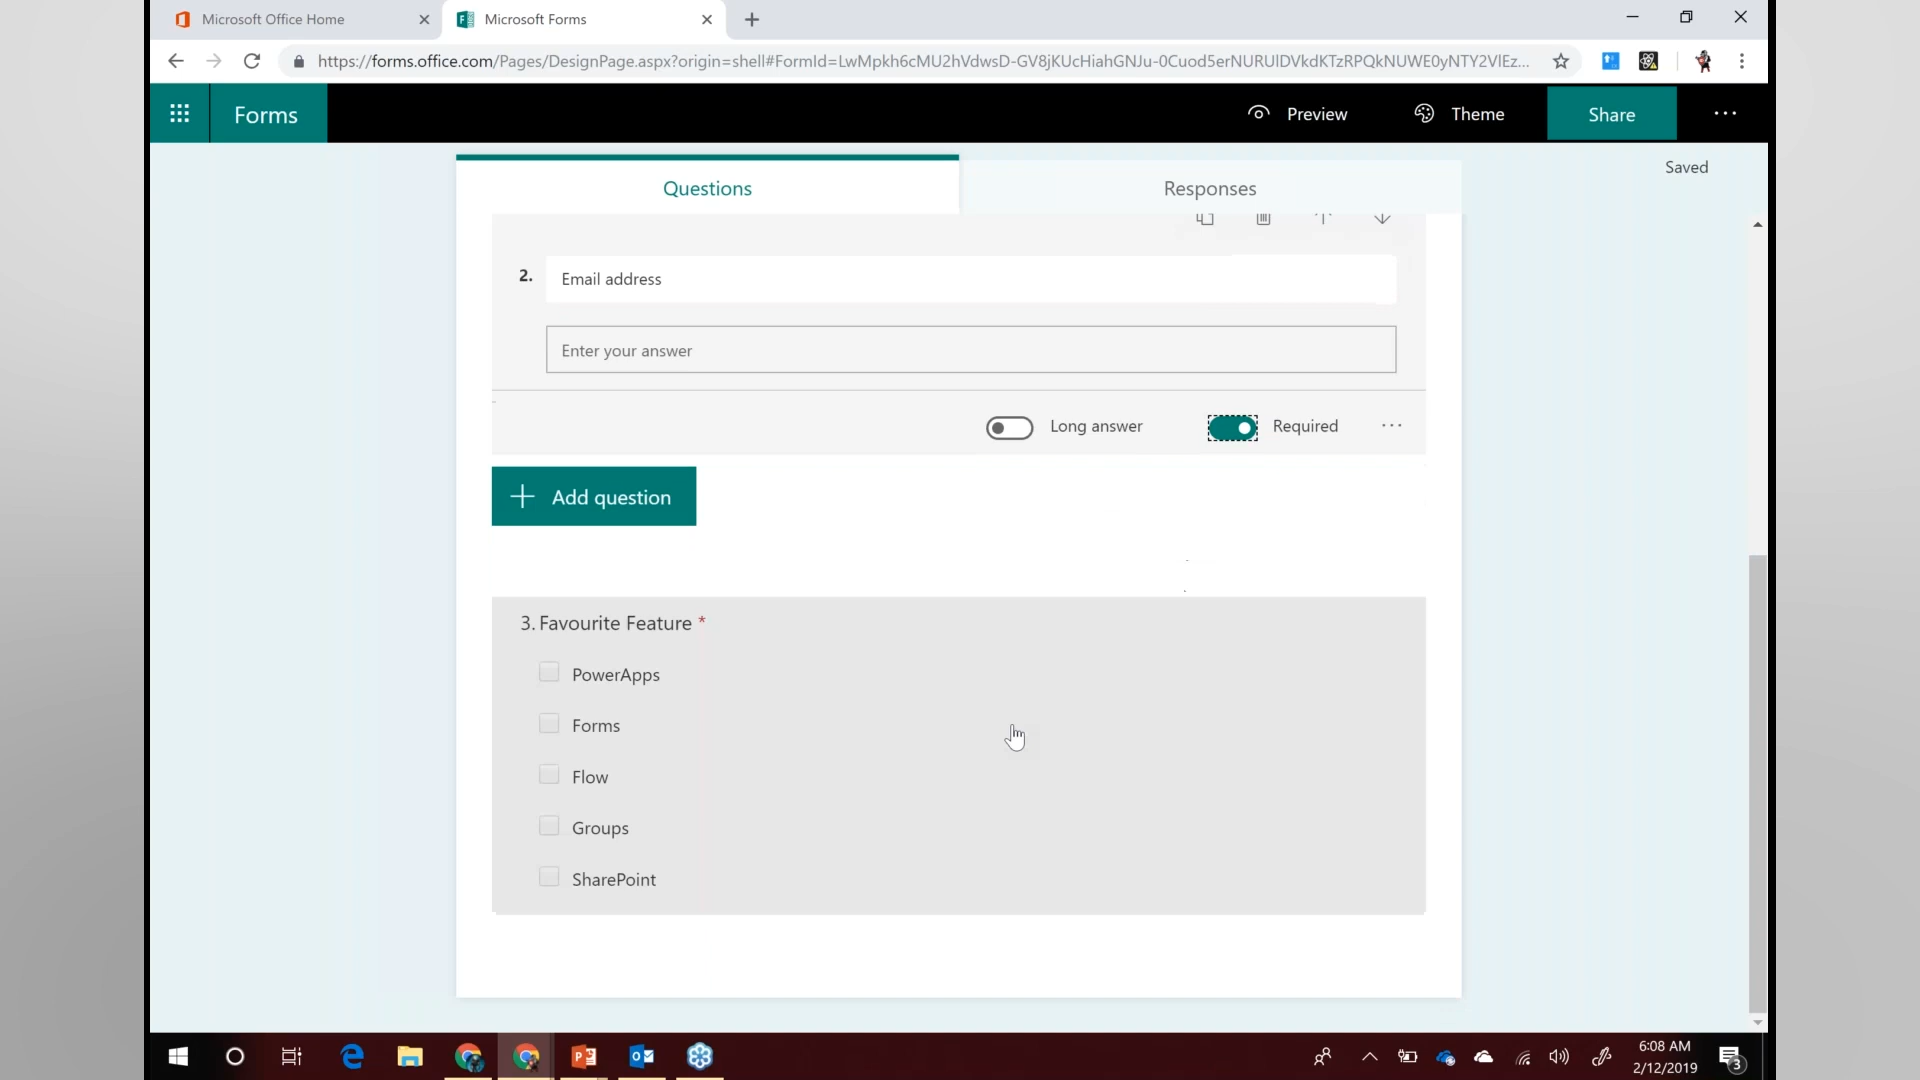 Microsoft Office Home
Microsoft Forms
https://forms.office.com/Pages/DesignPage.aspx?origin=shell#FormId=LwMpkh6cMU2hVdwsD-GV8jKUcHiahGNJu-0Cuod5erNURUlDVkdKTzRPQkNUWE0yNTY2VlEz...
Forms
Preview
Theme
Share
Saved
Questions
Responses
2.
Email address
Enter your answer
Long answer
Required
Add question
3. Favourite Feature *
PowerApps
Forms
Flow
Groups
SharePoint
6:08 AM
2/12/2019
3